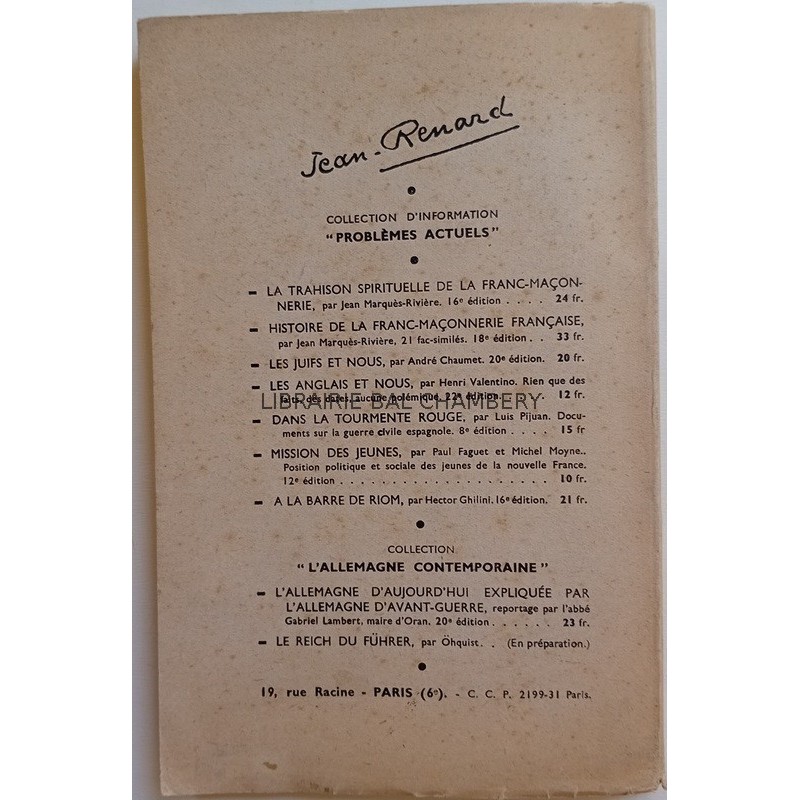 Jean-Renard
COLLECTION D'INFORMATION
"PROBLÈMES ACTUELS"
- LA TRAHISON SPIRITUELLE DE LA FRANC-MAÇON-
NERIE, par Jean Marquès-Rivière. 16e édition . . . . 24 fr.
- HISTOIRE DE LA FRANC-MAÇONNERIE FRANÇAISE,
par Jean Marquès-Rivière, 21 fac-similés. 18e édition . . 33 fr.
- LES JUIFS ET NOUS, par André Chaumet. 20e édition. 20 fr.
- LES ANGLAIS ET NOUS, par Henri Valentino. Rien que des
faits, des dates, aucune polémique. 22e édition . . . 12 fr.
LIBRAIRIE BAL CHAMBERY
- DANS LA TOURMENTE ROUGE, par Luis Pijuan. Docu-
ments sur la guerre civile espagnole. 8e édition . . . . 15 fr
- MISSION DES JEUNES, par Paul Faguet et Michel Moyne..
Position politique et sociale des jeunes de la nouvelle France.
12e édition . . . . . . . . . . . . . . . . . . . 10 fr.
- A LA BARRE DE RIOM, par Hector Ghilini. 16e édition. 21 fr.
COLLECTION
"L'ALLEMAGNE CONTEMPORAINE"
- L'ALLEMAGNE D'AUJOURD'HUI EXPLIQUÉE PAR
L'ALLEMAGNE D'AVANT-GUERRE, reportage par l'abbé
Gabriel Lambert, maire d'Oran. 20e édition . . . . . . 23 fr.
- LE REICH DU FÜHRER, par Öhquist. . (En préparation.)
19, rue Racine - PARIS (6e). - C. C. P. 2199-31 Paris.